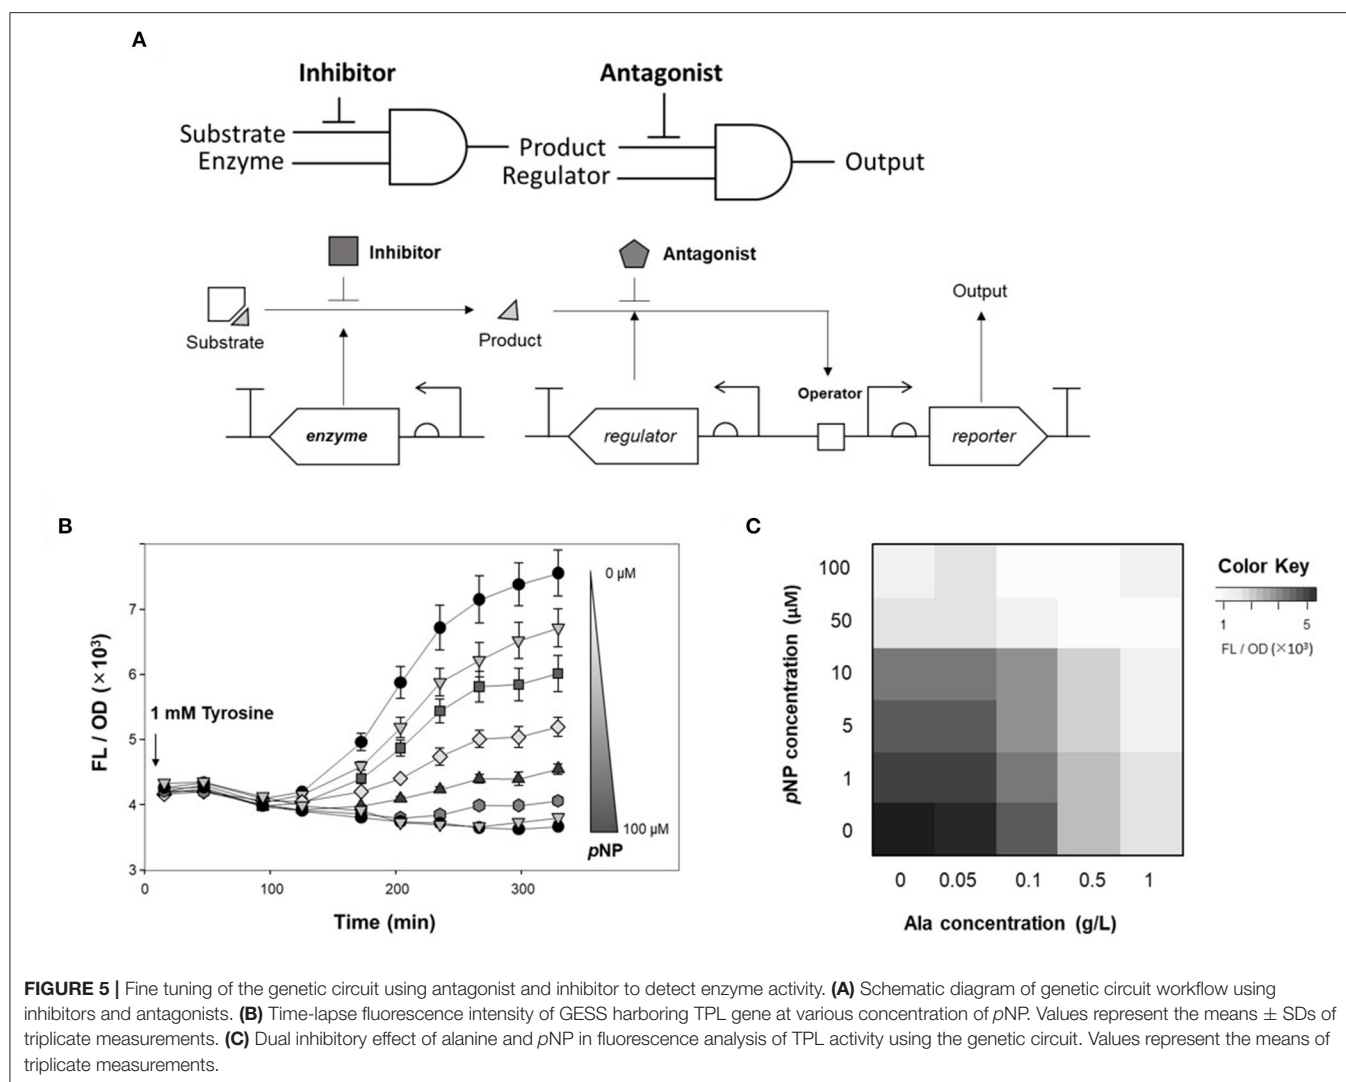 A
Inhibitor
Antagonist
Substrate
Enzyme
Product
Regulator
Output
Inhibitor
Antagonist
Substrate
Product
Output
Operator
enzyme
regulator
reporter
B
FL / OD (×10³)
7
6
5
4
3
1 mM Tyrosine
0 µM
100 µM
pNP
0
100
200
300
Time (min)
C
pNP concentration (µM)
100
50
10
5
1
0
0
0.05
0.1
0.5
1
Ala concentration (g/L)
Color Key
1
5
FL / OD (×10³)
FIGURE 5 | Fine tuning of the genetic circuit using antagonist and inhibitor to detect enzyme activity. (A) Schematic diagram of genetic circuit workflow using
inhibitors and antagonists. (B) Time-lapse fluorescence intensity of GESS harboring TPL gene at various concentration of pNP. Values represent the means ± SDs of
triplicate measurements. (C) Dual inhibitory effect of alanine and pNP in fluorescence analysis of TPL activity using the genetic circuit. Values represent the means of
triplicate measurements.